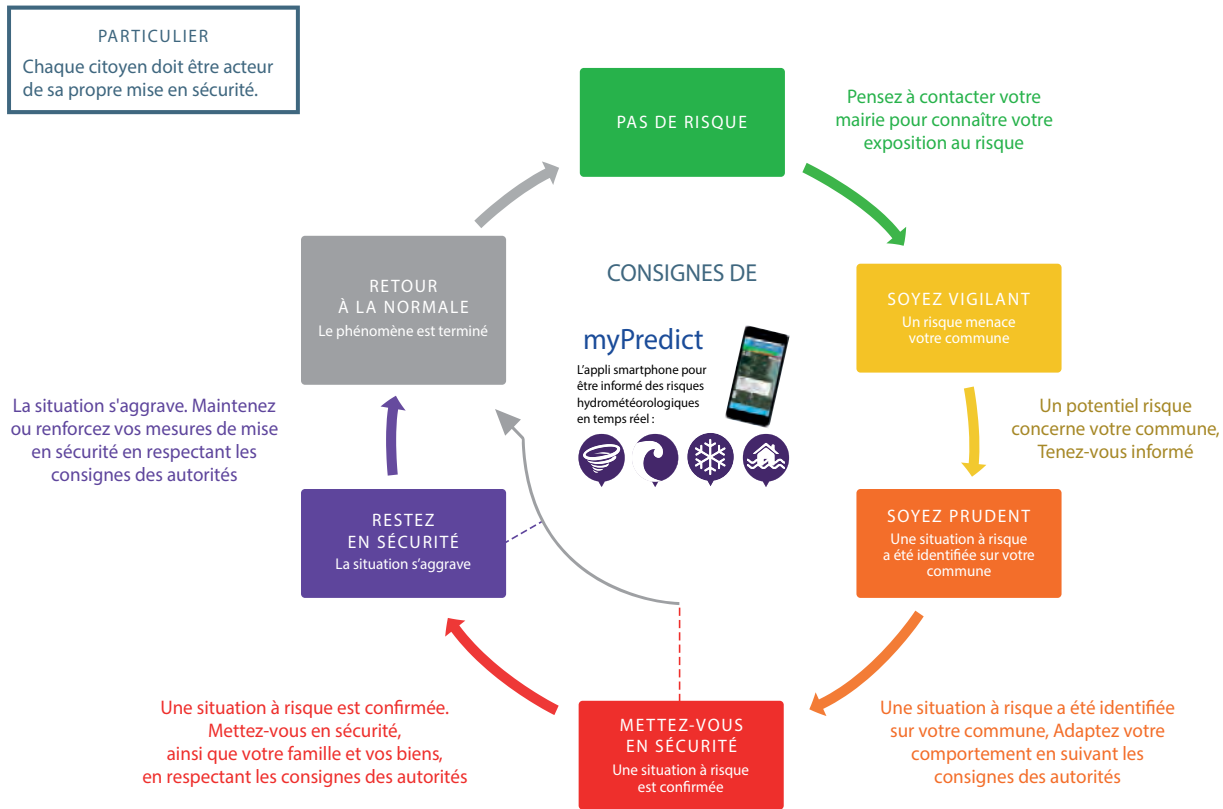 PARTICULIER
Chaque citoyen doit être acteur
de sa propre mise en sécurité.
PAS DE RISQUE
Pensez à contacter votre
mairie pour connaître votre
exposition au risque
RETOUR
À LA NORMALE
Le phénomène est terminé
CONSIGNES DE
SOYEZ VIGILANT
Un risque menace
votre commune
myPredict
L'appli smartphone pour
être informé des risques
hydrométéorologiques
en temps réel :
La situation s'aggrave. Maintenez
ou renforcez vos mesures de mise
en sécurité en respectant les
consignes des autorités
Un potentiel risque
concerne votre commune,
Tenez-vous informé
RESTEZ
EN SÉCURITÉ
La situation s'aggrave
SOYEZ PRUDENT
Une situation à risque
a été identifiée sur votre
commune
Une situation à risque est confirmée.
Mettez-vous en sécurité,
ainsi que votre famille et vos biens,
en respectant les consignes des autorités
METTEZ-VOUS
EN SÉCURITÉ
Une situation à risque
est confirmée
Une situation à risque a été identifiée
sur votre commune, Adaptez votre
comportement en suivant les
consignes des autorités